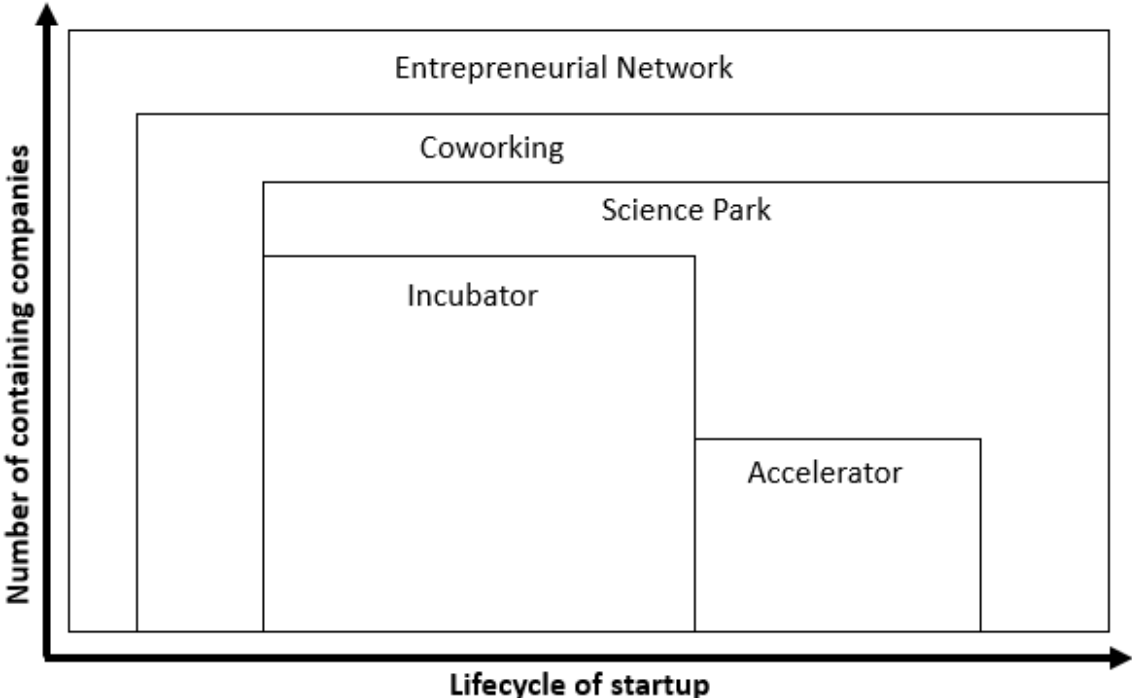 Entrepreneurial Network
Coworking
Science Park
Incubator
Accelerator
Number of containing companies
Lifecycle of startup